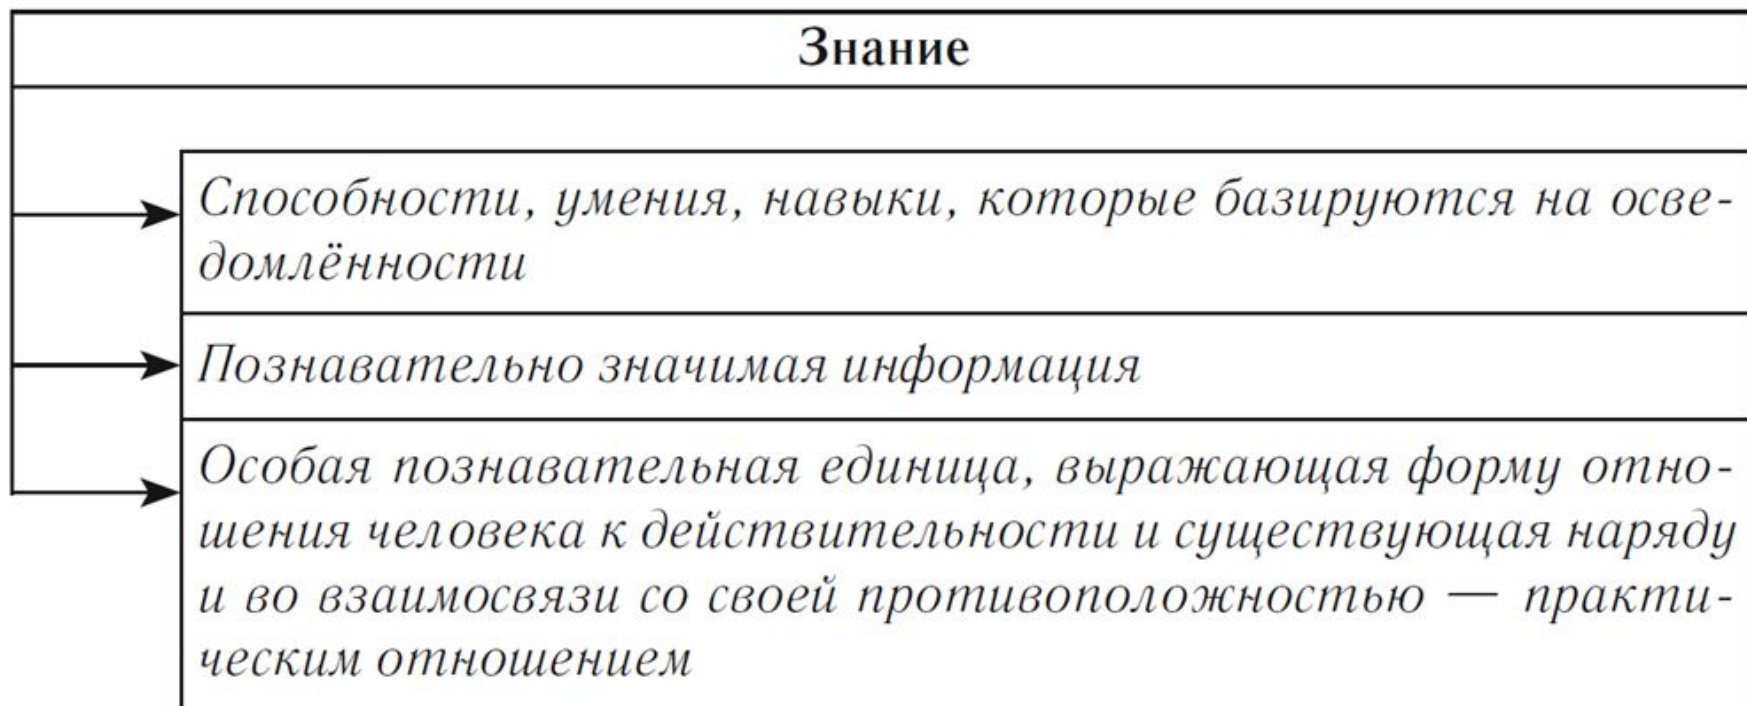 Знание
Способности, умения, навыки, которые базируются на осве-
домлённости
Познавательно значимая информация
Особая познавательная единица, выражающая форму отно-
шения человека к действительности и существующая наряду
и во взаимосвязи со своей противоположностью — практи-
ческим отношением